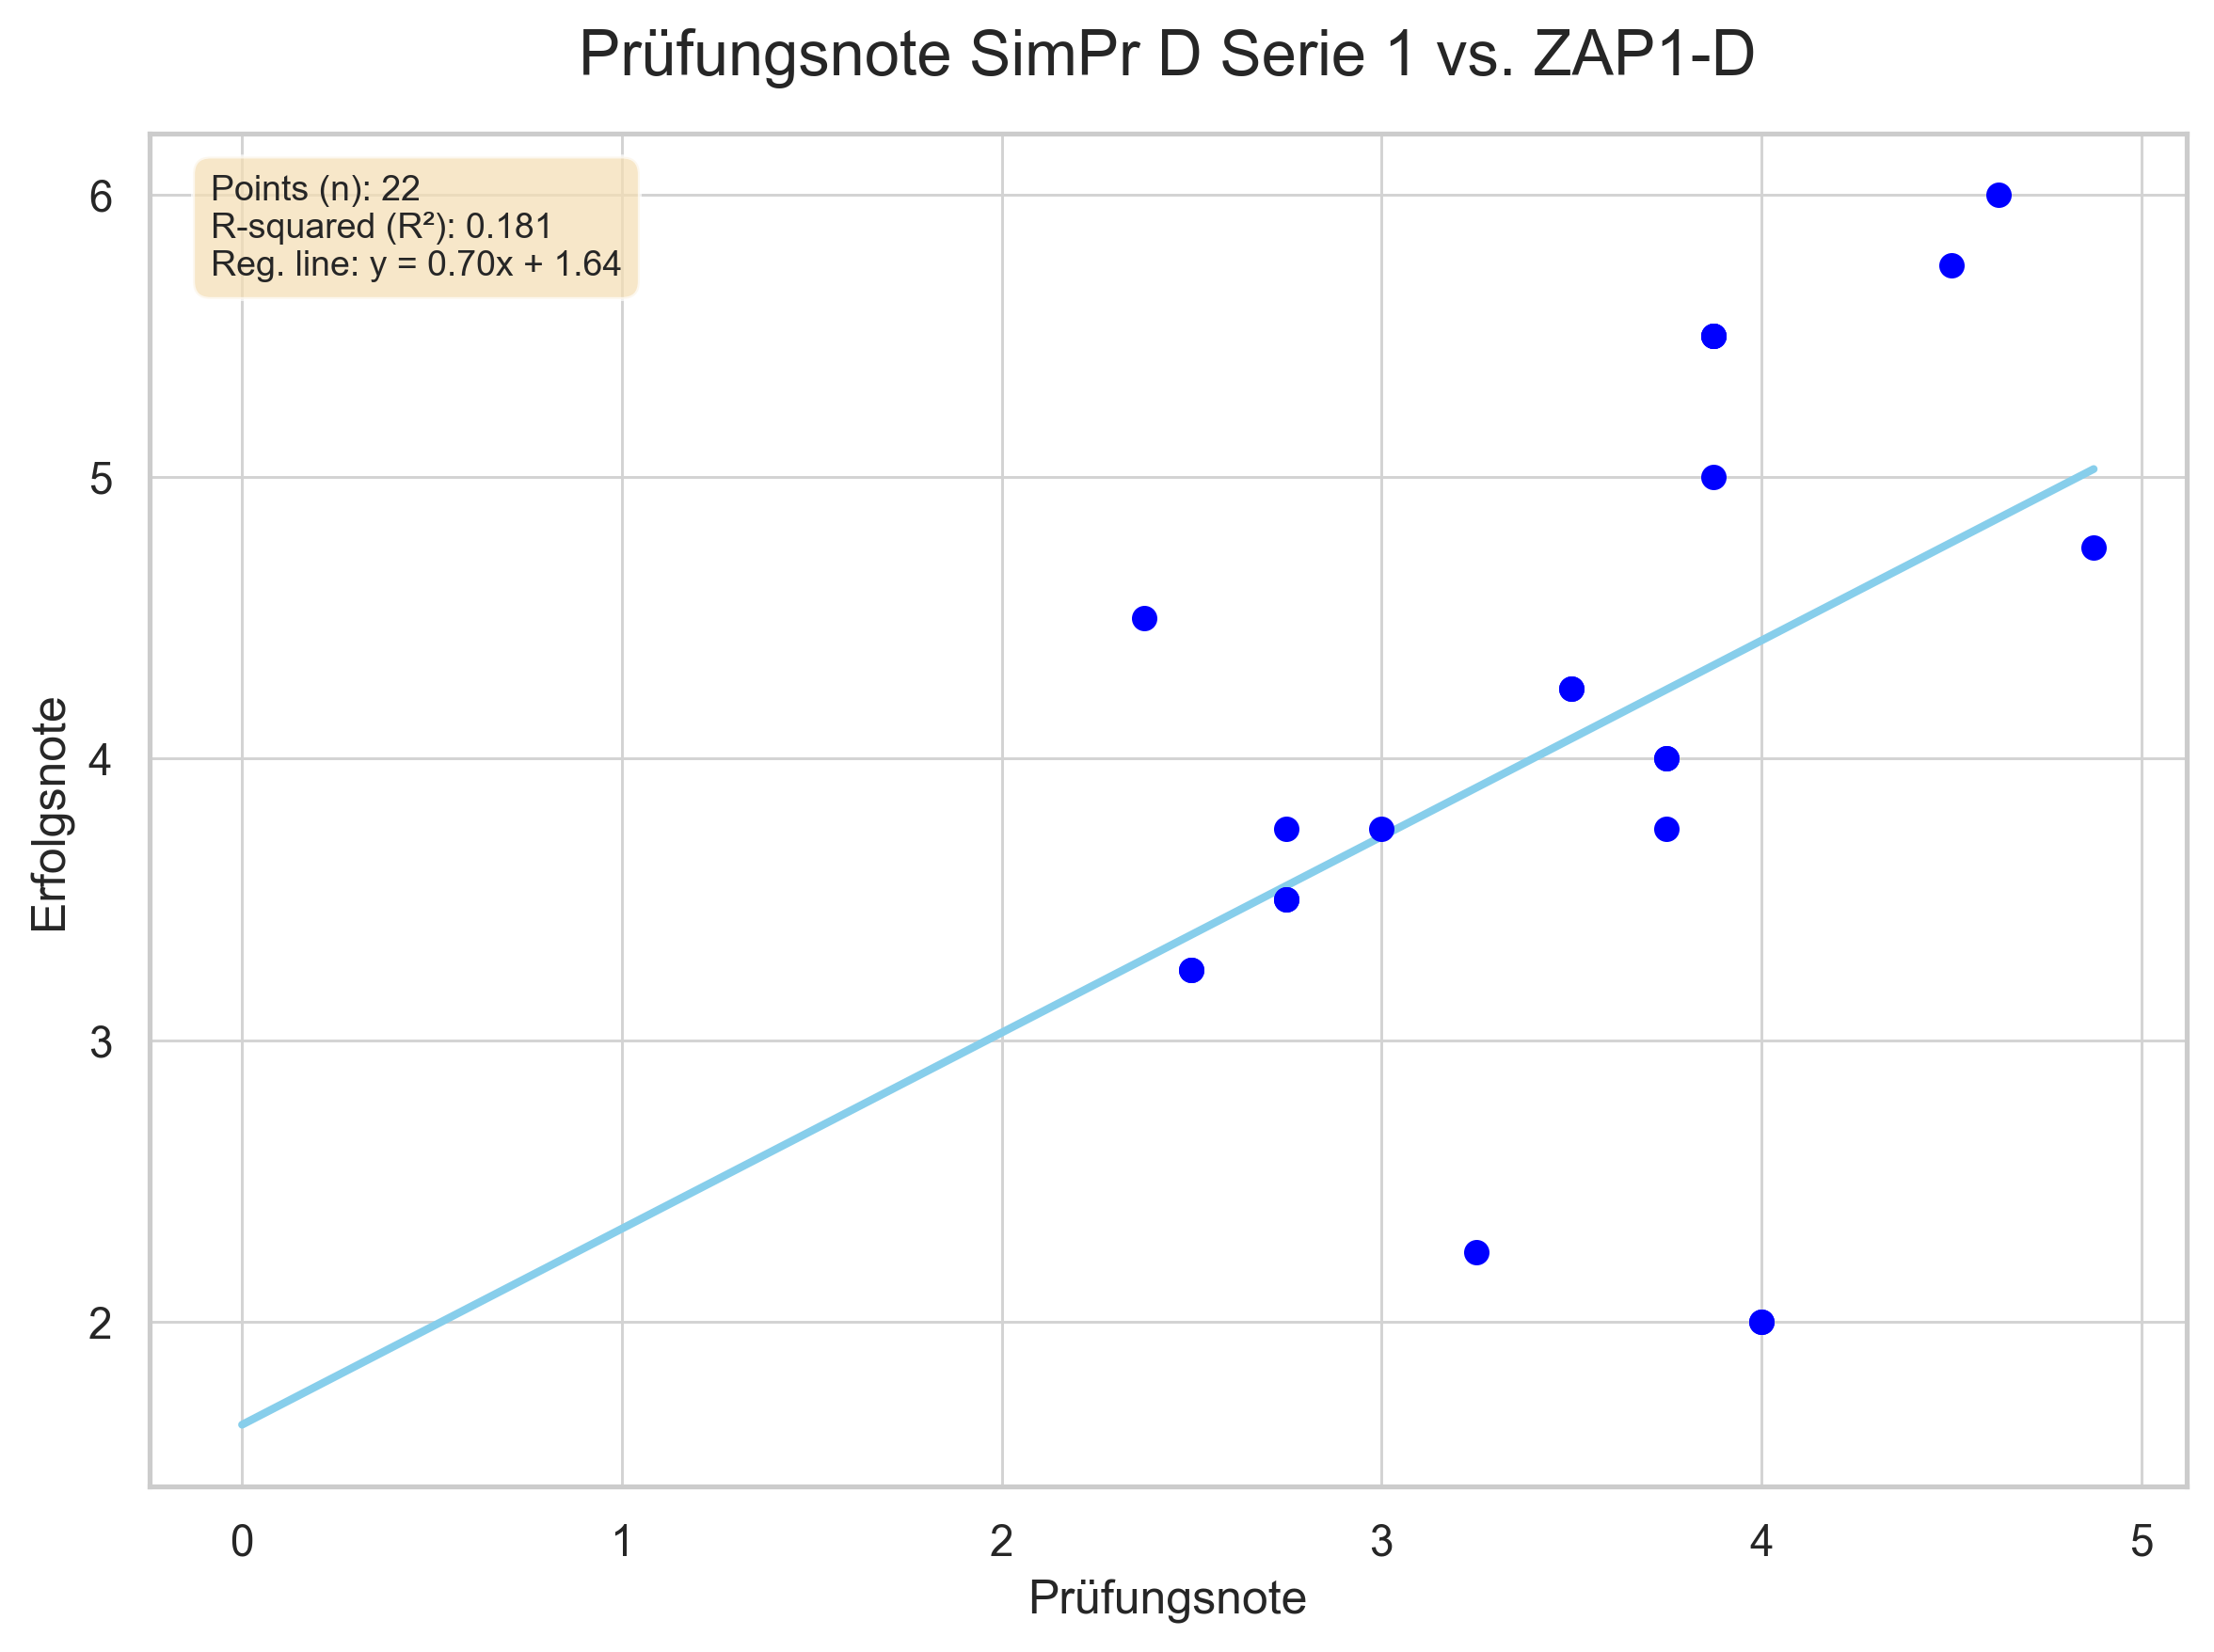 Prüfungsnote SimPr D Serie 1 vs. ZAP1-D
Points (n): 22
R-squared (R²): 0.181
Reg. line: y = 0.70x + 1.64
6
5
4
3
2
Erfolgsnote
0 1 2 3 4 5
Prüfungsnote